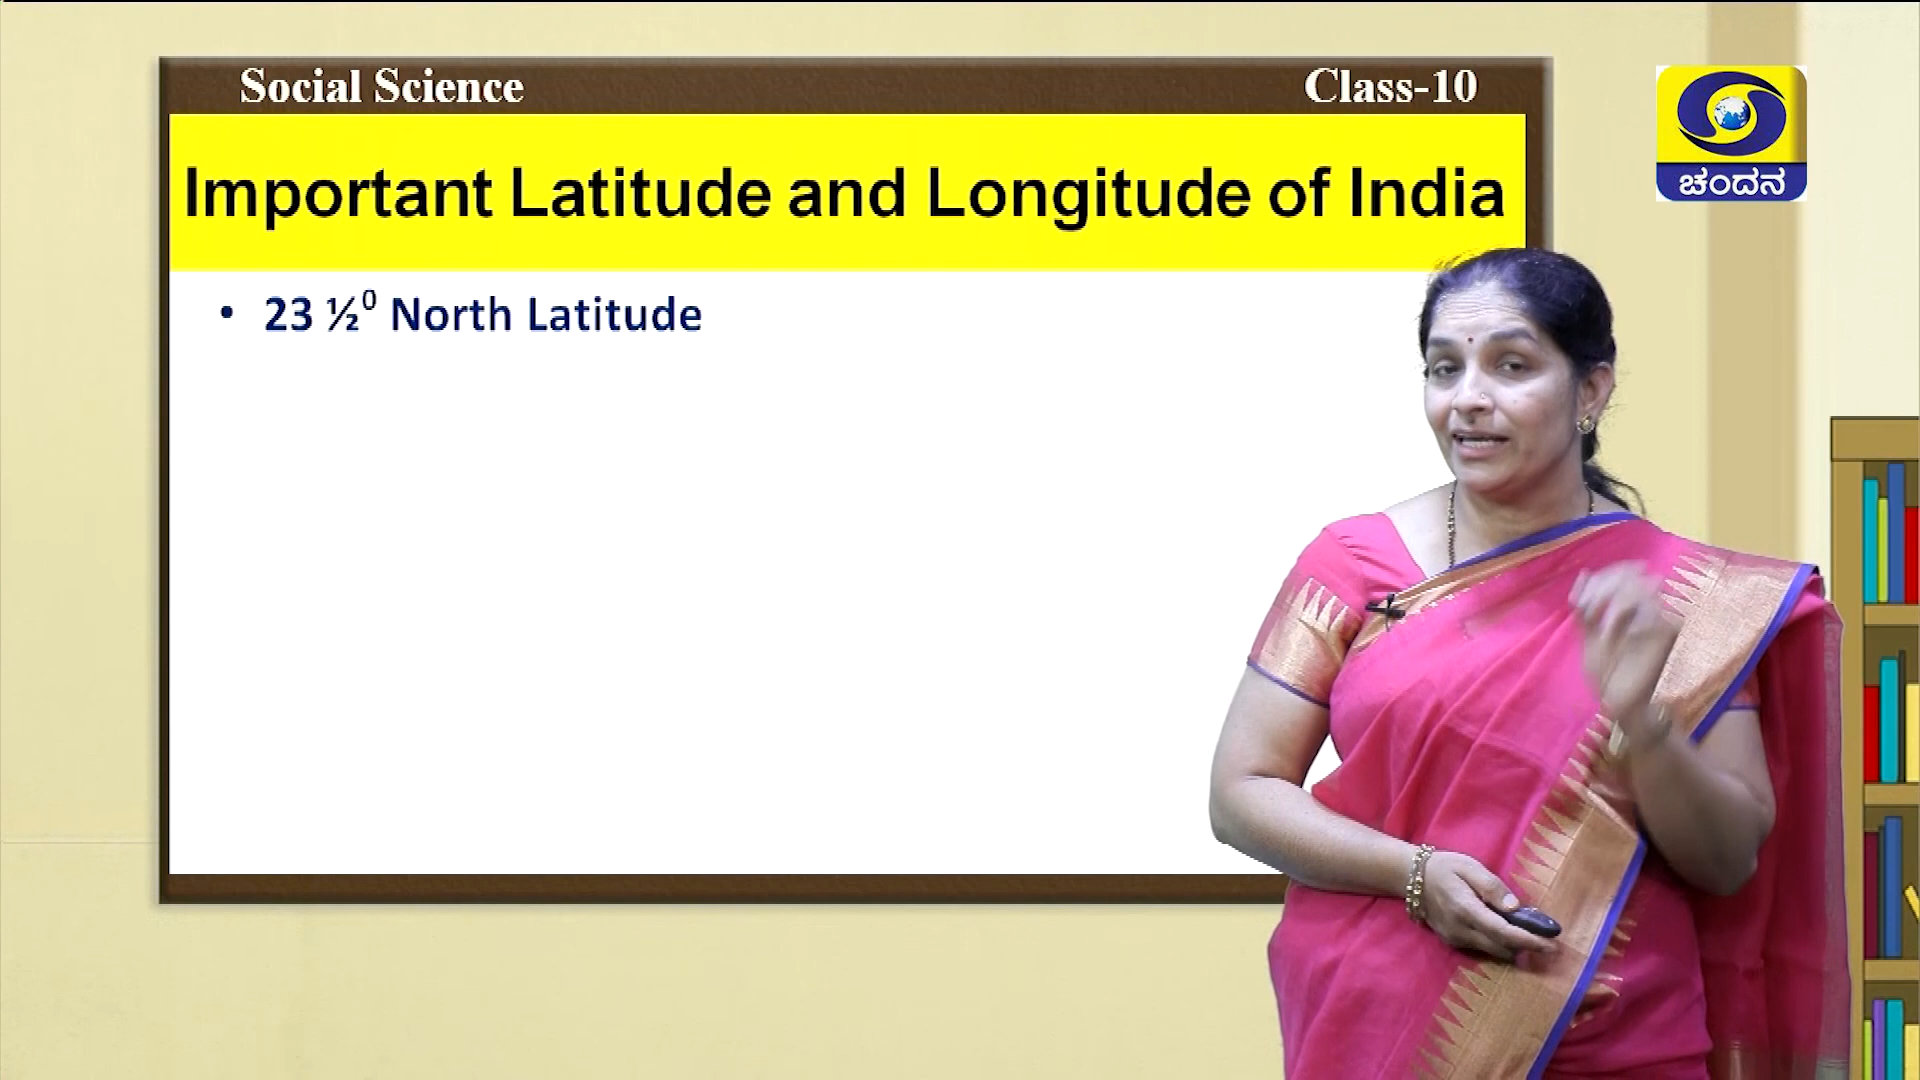 Social Science
Class-10
Important Latitude and Longitude of India
• 23 ½⁰ North Latitude
ಚಂದನ